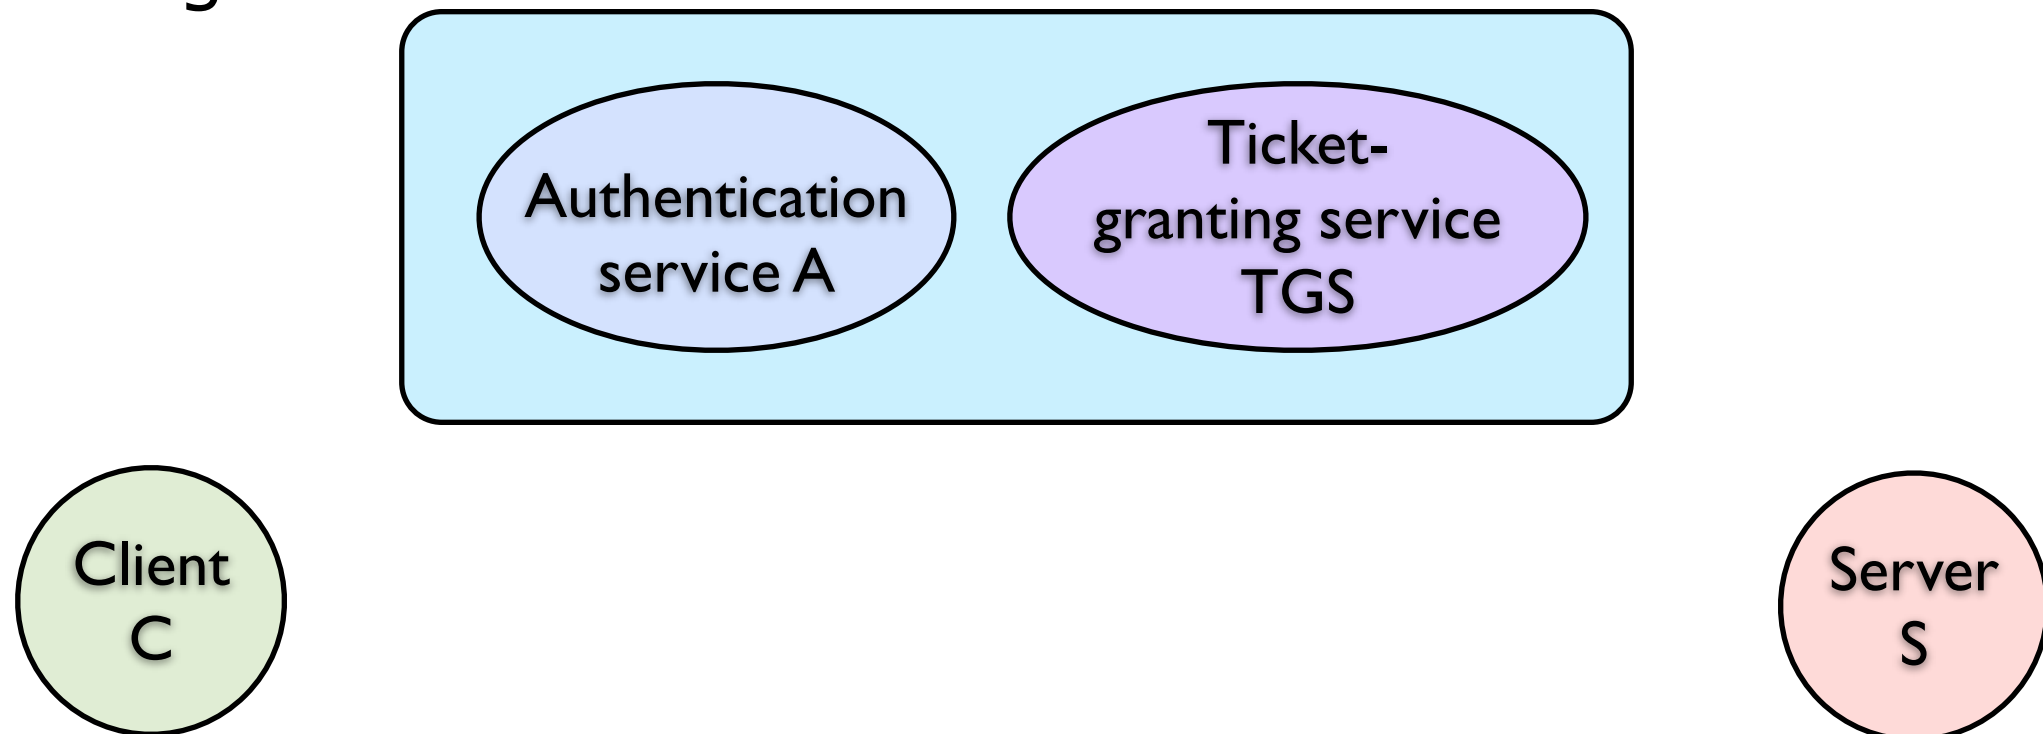 Authentication
service A
Ticket-
granting service
TGS
Client
C
Server
S